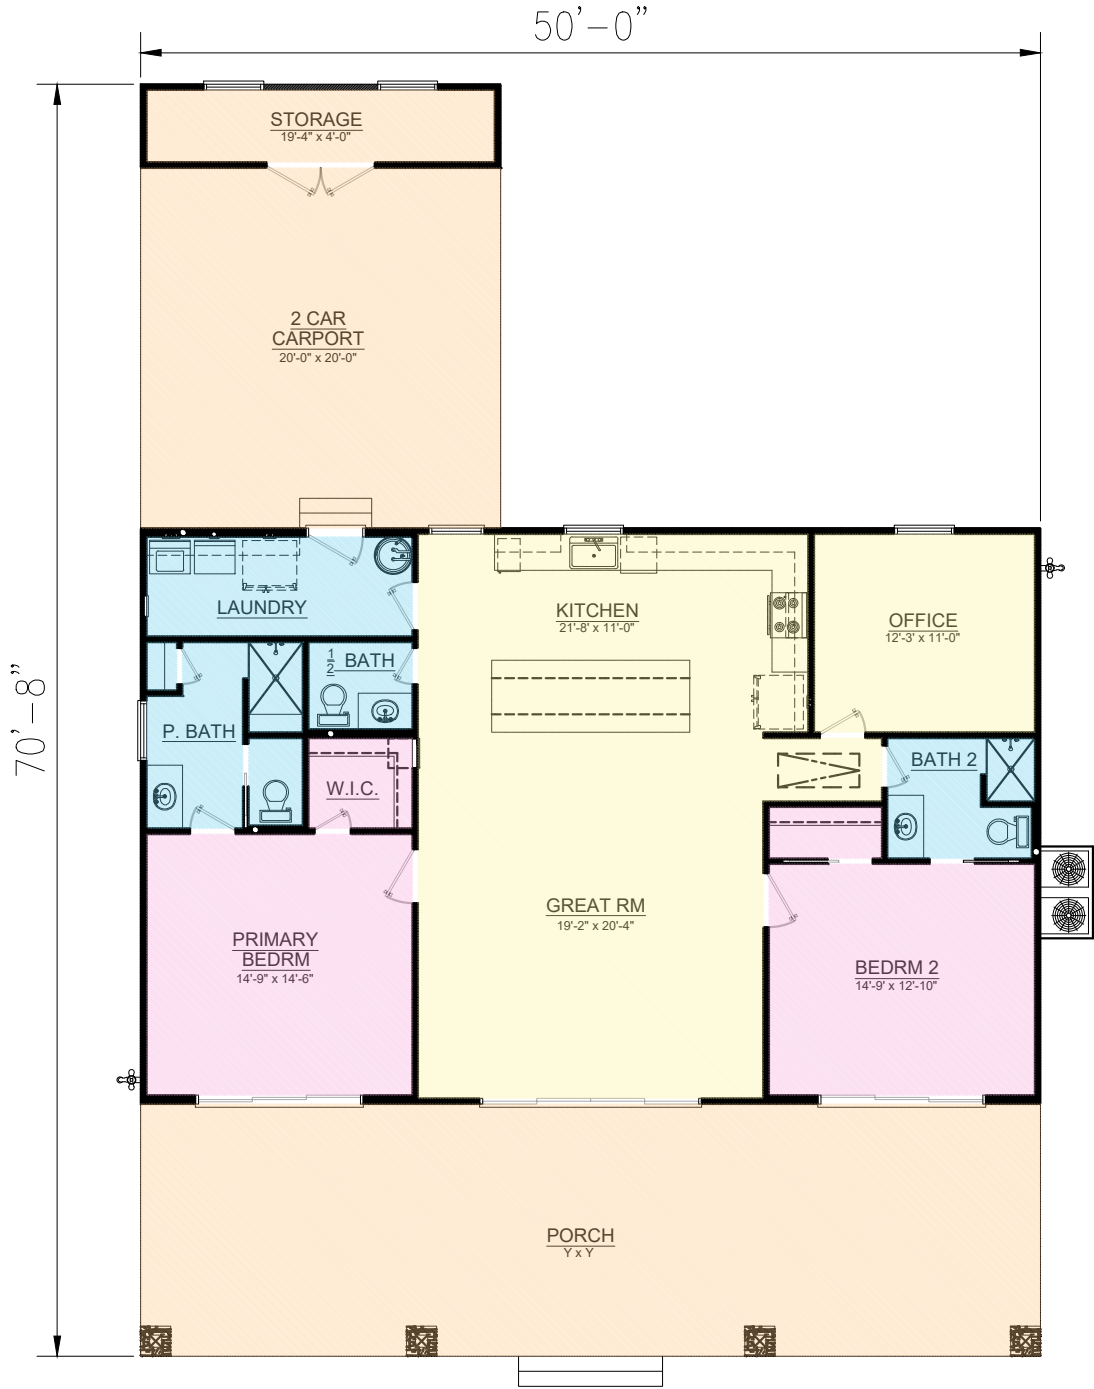 50'-0"
STORAGE
19'-4" x 4'-0"
2 CAR
CARPORT
20'-0" x 20'-0"
70'-8"
LAUNDRY
KITCHEN
21'-8' x 11'-0"
OFFICE
12'-3' x 11'-0"
1/2 BATH
P. BATH
BATH 2
W.I.C.
GREAT RM
19'-2" x 20'-4"
PRIMARY
BEDRM
14'-9" x 14'-6"
BEDRM 2
14'-9' x 12'-10"
PORCH
Y x Y